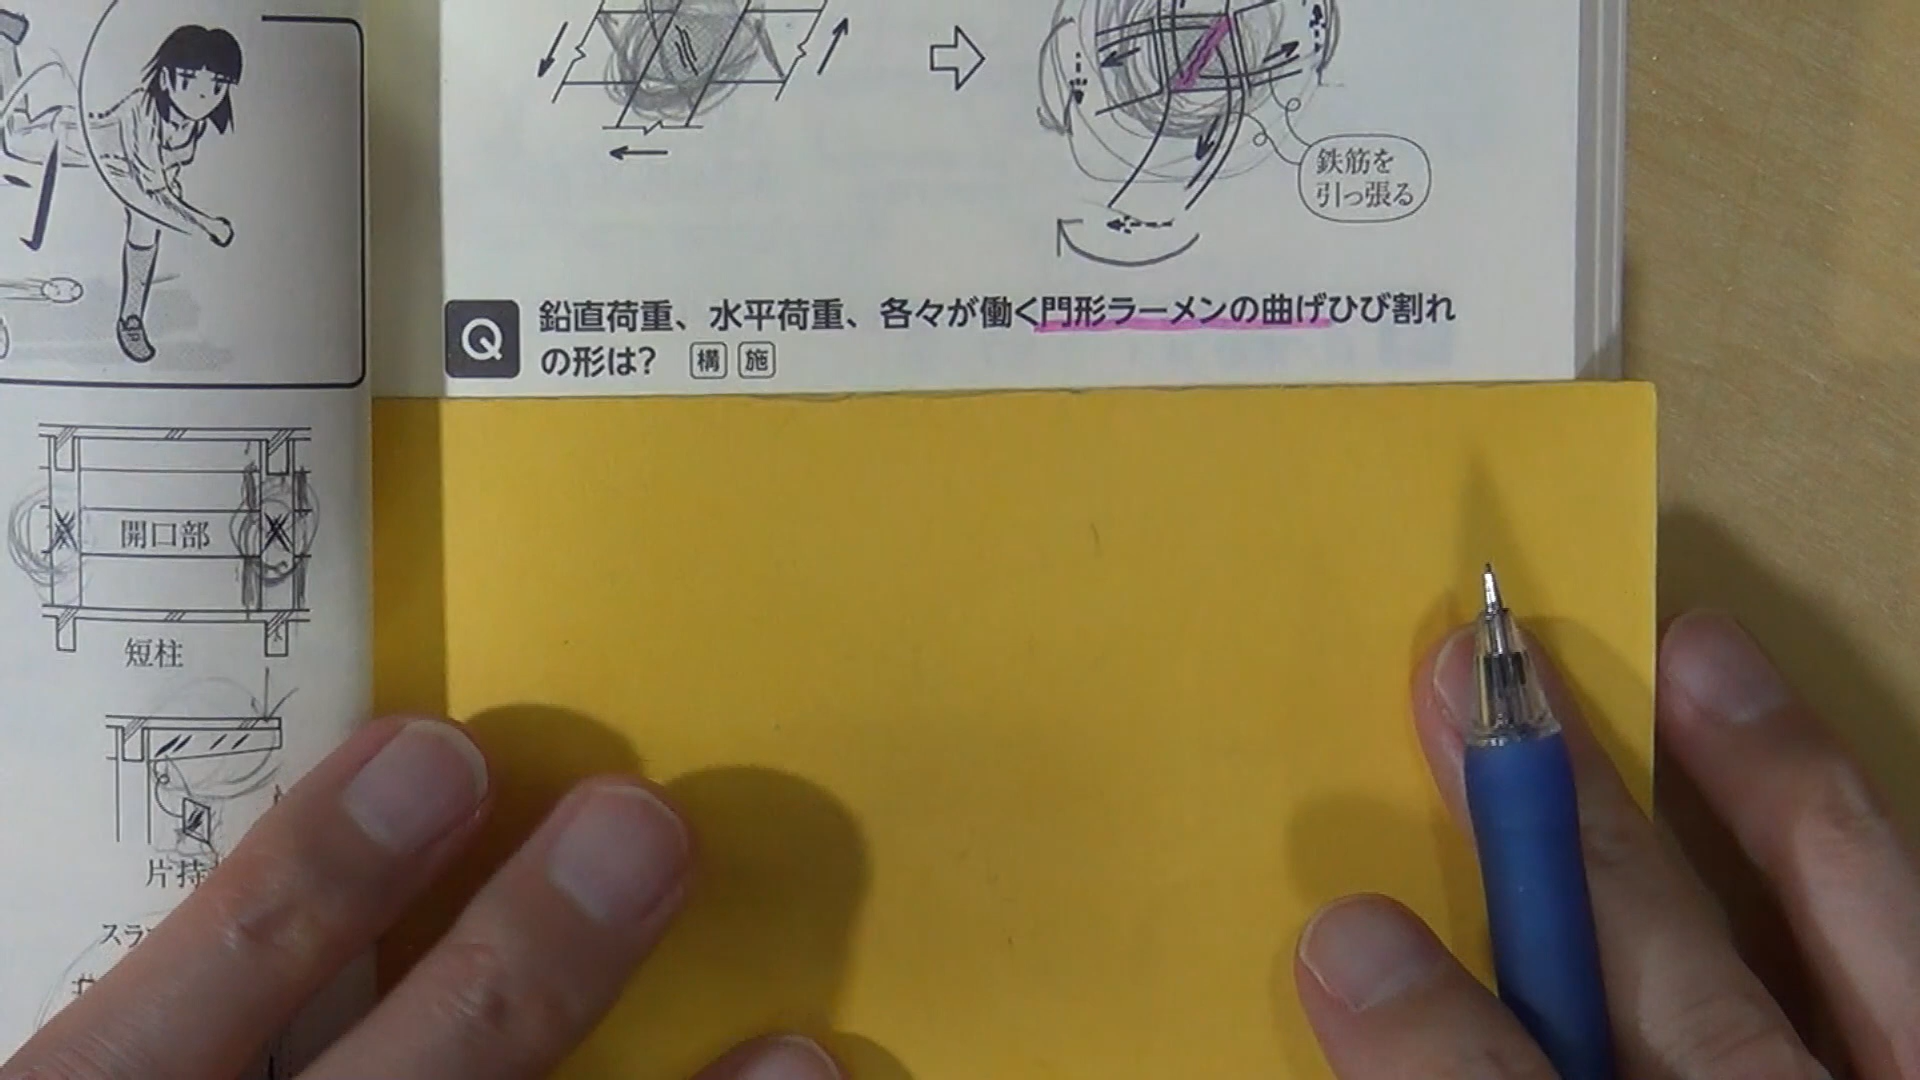 鉄筋を
引っ張る
Q 鉛直荷重、水平荷重、各々が働く門形ラーメンの曲げひび割れ
の形は? 構 施
開口部
短柱
片持
スラ